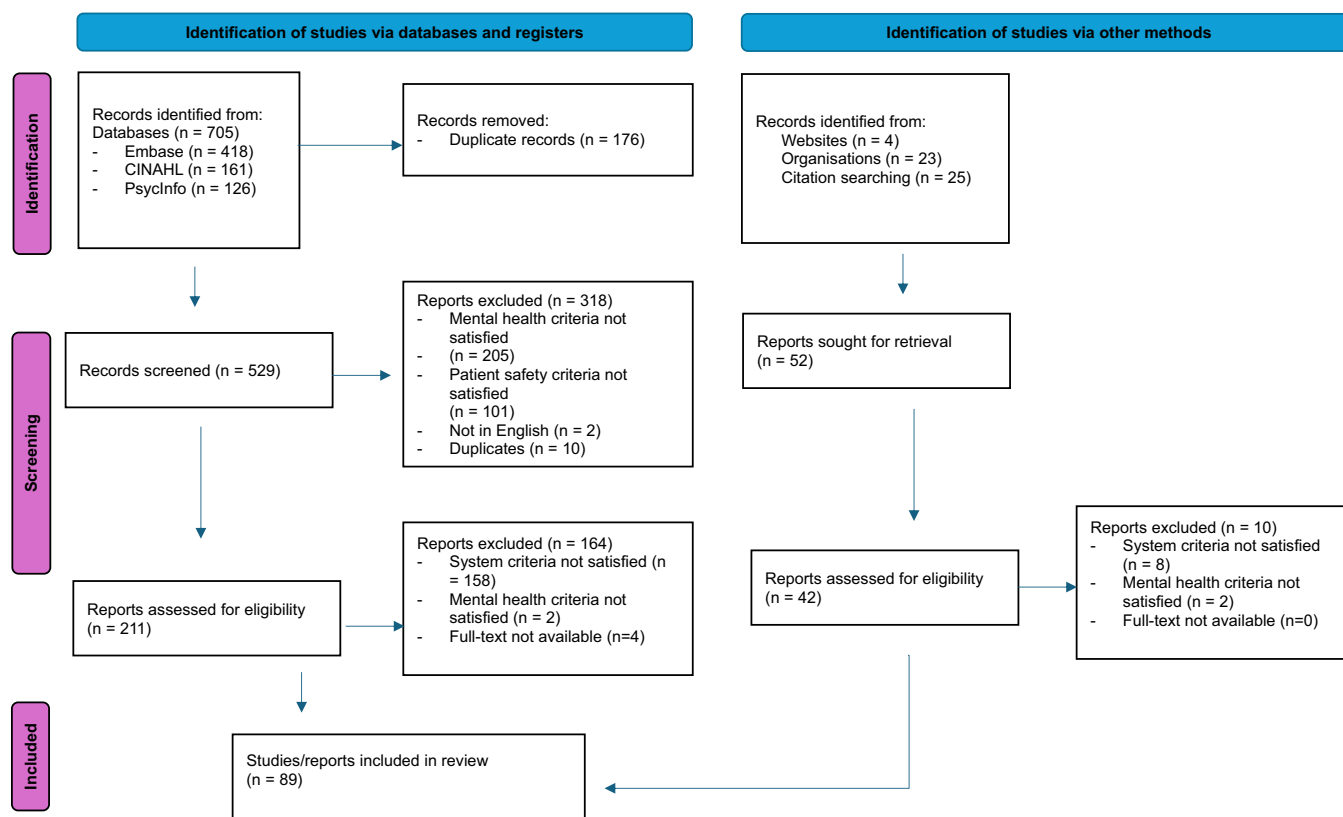 Identification of studies via databases and registers
Identification of studies via other methods
Identification
Records identified from:
Databases (n = 705)
- Embase (n = 418)
- CINAHL (n = 161)
- PsycInfo (n = 126)
Records removed:
- Duplicate records (n = 176)
Records identified from:
Websites (n = 4)
Organisations (n = 23)
Citation searching (n = 25)
Screening
Records screened (n = 529)
Reports excluded (n = 318)
- Mental health criteria not
satisfied
- (n = 205)
- Patient safety criteria not
satisfied
(n = 101)
- Not in English (n = 2)
- Duplicates (n = 10)
Reports sought for retrieval
(n = 52)
Reports assessed for eligibility
(n = 211)
Reports excluded (n = 164)
- System criteria not satisfied (n
= 158)
- Mental health criteria not
satisfied (n = 2)
- Full-text not available (n=4)
Reports assessed for eligibility
(n = 42)
Reports excluded (n = 10)
- System criteria not satisfied
(n = 8)
- Mental health criteria not
satisfied (n = 2)
- Full-text not available (n=0)
Included
Studies/reports included in review
(n = 89)